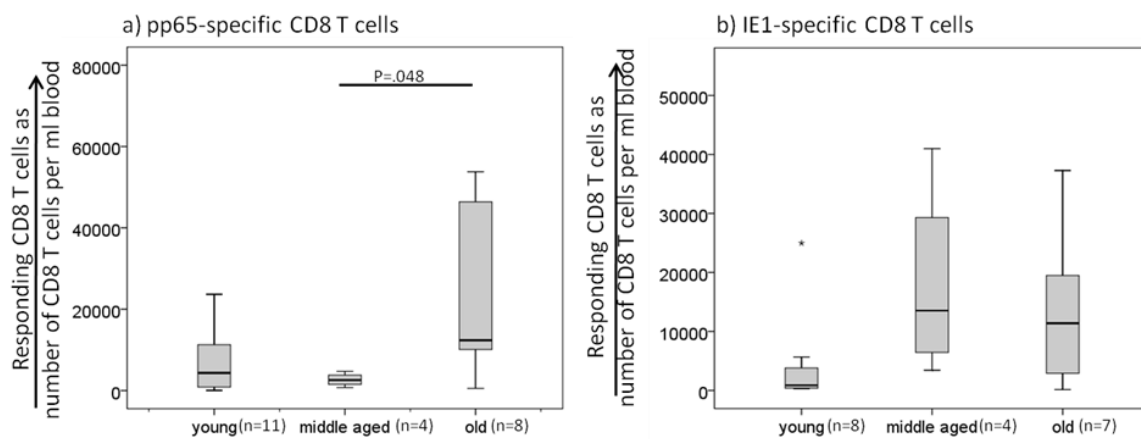 a) pp65-specific CD8 T cells
Responding CD8 T cells as
number of CD8 T cells per ml blood
80000
60000
40000
20000
0
P=.048
young (n=11) middle aged (n=4) old (n=8)
b) IE1-specific CD8 T cells
Responding CD8 T cells as
number of CD8 T cells per ml blood
50000
40000
30000
20000
10000
0
*
young (n=8) middle aged (n=4) old (n=7)